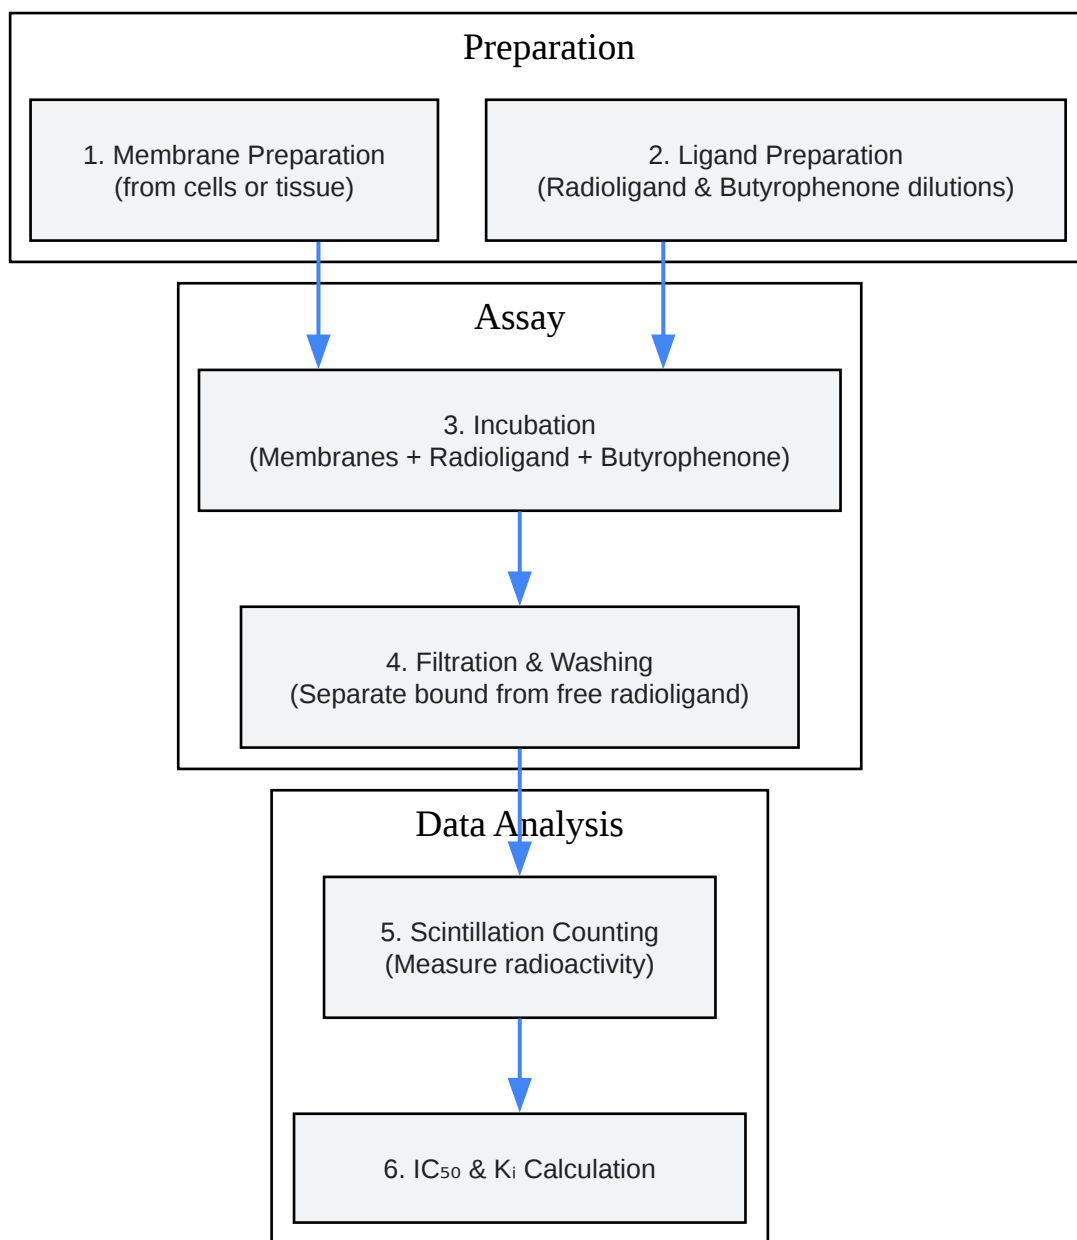 Preparation
1. Membrane Preparation
(from cells or tissue)
2. Ligand Preparation
(Radioligand & Butyrophenone dilutions)
Assay
3. Incubation
(Membranes + Radioligand + Butyrophenone)
4. Filtration & Washing
(Separate bound from free radioligand)
Data Analysis
5. Scintillation Counting
(Measure radioactivity)
6. IC₅₀ & Kᵢ Calculation